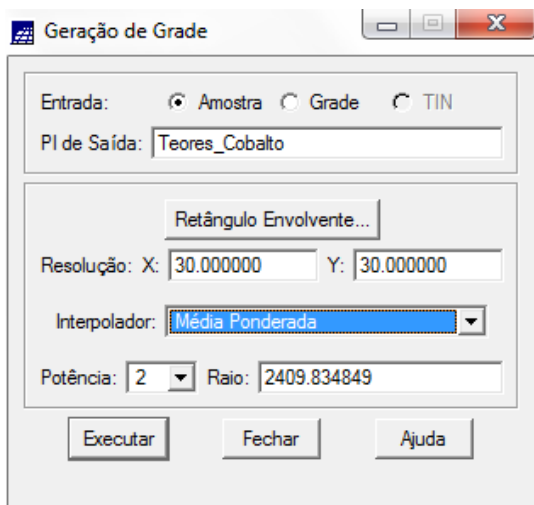 Geração de Grade
Entrada: Amostra Grade TIN
PI de Saída: Teores_Cobalto
Retângulo Envolvente...
Resolução: X: 30.000000 Y: 30.000000
Interpolador: Média Ponderada
Potência: 2 Raio: 2409.834849
Executar Fechar Ajuda